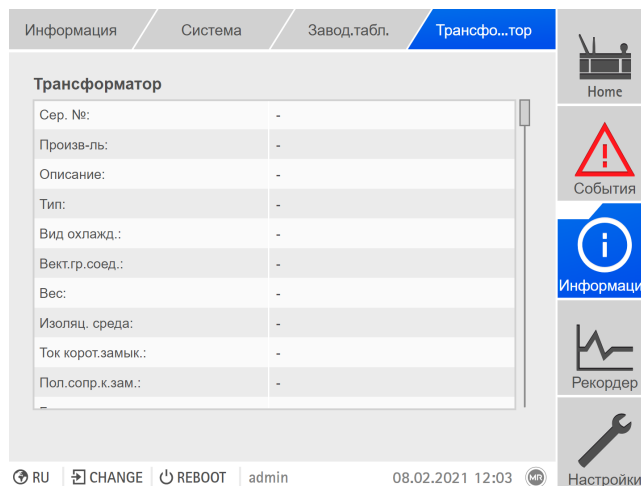 Информация
Система
Завод.табл.
Трансфо...тор
Трансформатор
Сер. №: -
Произв-ль: -
Описание: -
Тип: -
Вид охлажд.: -
Вект.гр.соед.: -
Вес: -
Изоляц. среда: -
Ток корот.замык.: -
Пол.сопр.к.зам.: -
Home
События
Информаци
Рекордер
Настройки
RU CHANGE REBOOT admin 08.02.2021 12:03 MR